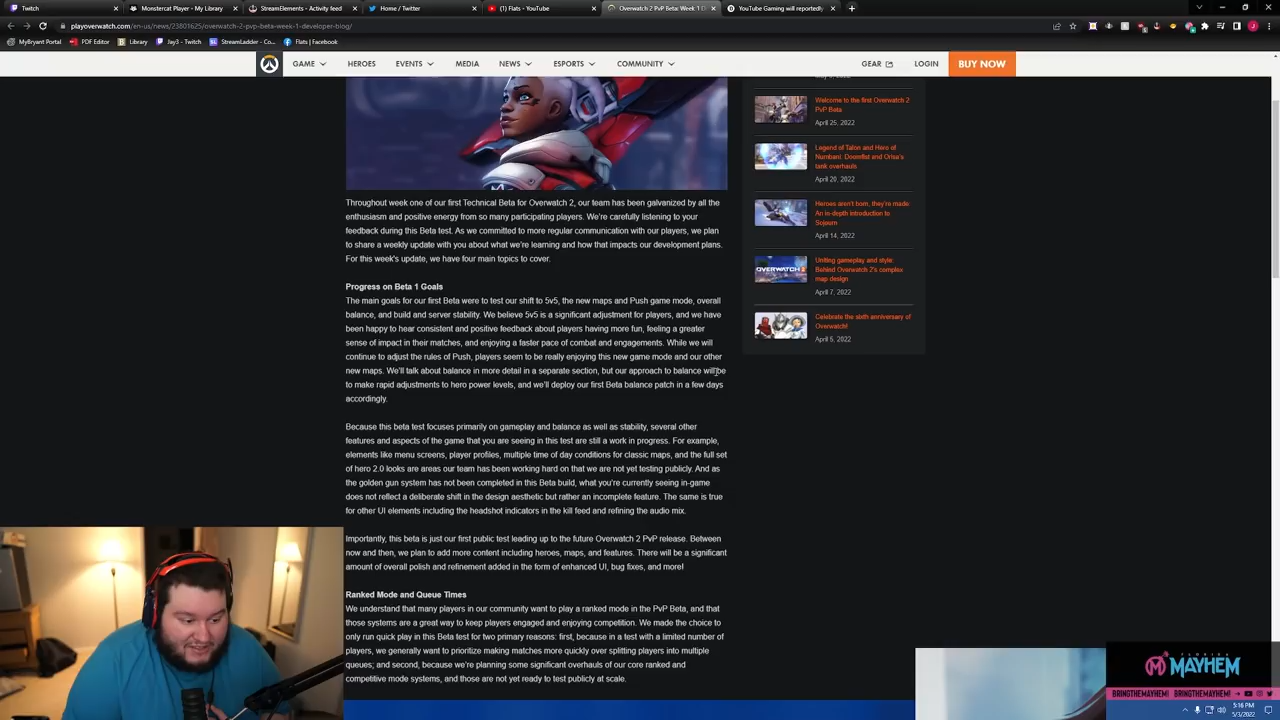 Twitch
Monstercat Player - My Library
StreamElements - Activity feed
Home / Twitter
(1) Flats - YouTube
Overwatch 2 PvP Beta: Week 1 D
YouTube Gaming will reportedly
playoverwatch.com/en-us/news/23801625/overwatch-2-pvp-beta-week-1-developer-blog/
MyBryant Portal
PDF Editor
Library
Jay3 - Twitch
StreamLadder - Co...
Flats | Facebook
GAME
HEROES
EVENTS
MEDIA
NEWS
ESPORTS
COMMUNITY
GEAR
LOGIN
BUY NOW
Welcome to the first Overwatch 2
PvP Beta
April 25, 2022
Legend of Talon and Hero of
Numbani: Doomfist and Orisa's
tank overhauls
April 20, 2022
Heroes aren't born, they're made:
An in-depth introduction to
Sojourn
April 14, 2022
Uniting gameplay and style:
Behind Overwatch 2's complex
map design
April 7, 2022
Celebrate the sixth anniversary of
Overwatch!
April 5, 2022
Throughout week one of our first Technical Beta for Overwatch 2, our team has been galvanized by all the
enthusiasm and positive energy from so many participating players. We're carefully listening to your
feedback during this Beta test. As we committed to more regular communication with our players, we plan
to share a weekly update with you about what we're learning and how that impacts our development plans.
For this week's update, we have four main topics to cover.
Progress on Beta 1 Goals
The main goals for our first Beta were to test our shift to 5v5, the new maps and Push game mode, overall
balance, and build and server stability. We believe 5v5 is a significant adjustment for players, and we have
been happy to hear consistent and positive feedback about players having more fun, feeling a greater
sense of impact in their matches, and enjoying a faster pace of combat and engagements. While we will
continue to adjust the rules of Push, players seem to be really enjoying this new game mode and our other
new maps. We'll talk about balance in more detail in a separate section, but our approach to balance will be
to make rapid adjustments to hero power levels, and we'll deploy our first Beta balance patch in a few days
accordingly.
Because this beta test focuses primarily on gameplay and balance as well as stability, several other
features and aspects of the game that you are seeing in this test are still a work in progress. For example,
elements like menu screens, player profiles, multiple time of day conditions for classic maps, and the full set
of hero 2.0 looks are areas our team has been working hard on that we are not yet testing publicly. And as
the golden gun system has not been completed in this Beta build, what you're currently seeing in-game
does not reflect a deliberate shift in the design aesthetic but rather an incomplete feature. The same is true
for other UI elements including the headshot indicators in the kill feed and refining the audio mix.
Importantly, this beta is just our first public test leading up to the future Overwatch 2 PvP release. Between
now and then, we plan to add more content including heroes, maps, and features. There will be a significant
amount of overall polish and refinement added in the form of enhanced UI, bug fixes, and more!
Ranked Mode and Queue Times
We understand that many players in our community want to play a ranked mode in the PvP Beta, and that
those systems are a great way to keep players engaged and enjoying competition. We made the choice to
only run quick play in this Beta test for two primary reasons: first, because in a test with a limited number of
players, we generally want to prioritize making matches more quickly over splitting players into multiple
queues; and second, because we're planning some significant overhauls of our core ranked and
competitive mode systems, and those are not yet ready to test publicly at scale.
FLORIDA
MAYHEM
BRINGTHEMAYHEM! BRINGTHEMAYHEM!
5:16 PM
5/3/2022